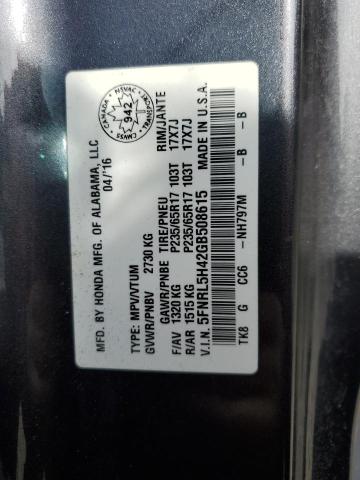 MFD. BY HONDA MFG. OF ALABAMA, LLC
04/'16
TYPE: MPV/VTUM
GVWR/PNBV 2730 KG
GAWR/PNBE TIRE/PNEU RIM/JANTE
F/AV 1320 KG P235/65R17 103T 17X7J
R/AR 1515 KG P235/65R17 103T 17X7J
V.I.N. 5FNRL5H42GB508615 MADE IN U.S.A.
TK8 G CC6 -NH797M -B -B
CANADA NSVAC TRANSPORT CMVSS
942